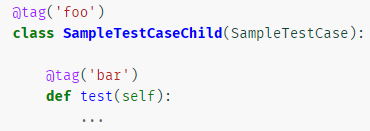 @tag('foo')
class SampleTestCaseChild(SampleTestCase):
@tag('bar')
def test(self):
...